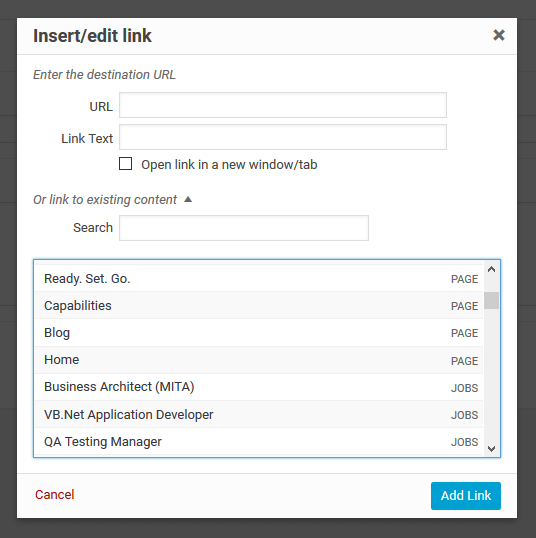 Insert/edit link
Enter the destination URL
URL
Link Text
Open link in a new window/tab
Or link to existing content
Search
Ready. Set. Go. PAGE
Capabilities PAGE
Blog PAGE
Home PAGE
Business Architect (MITA) JOBS
VB.Net Application Developer JOBS
QA Testing Manager JOBS
Cancel Add Link